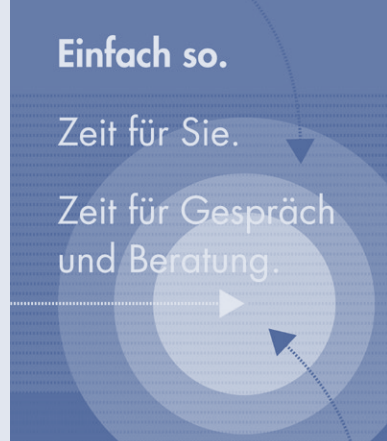 Einfach so.
Zeit für Sie.
Zeit für Gespräch
und Beratung.